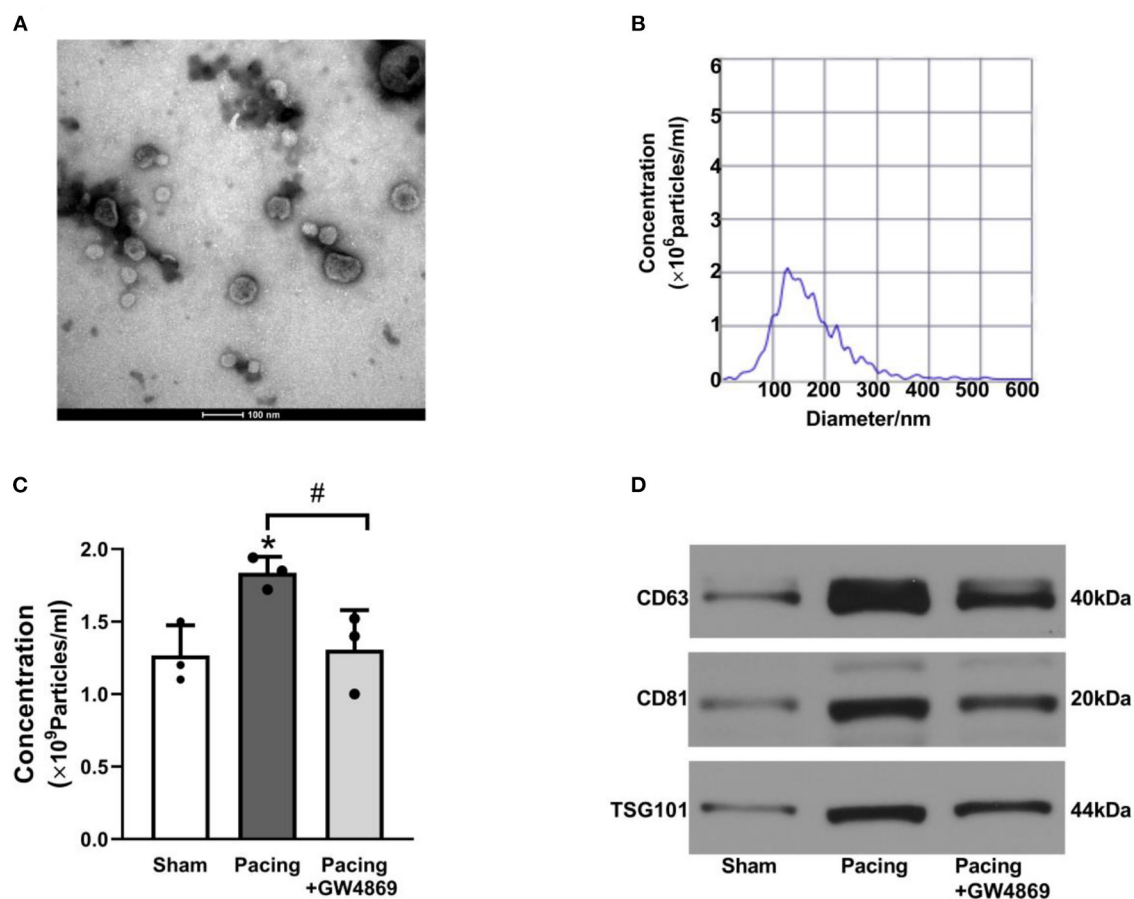 A
100 nm
B
Concentration
(×10⁶particles/ml)
6
5
4
3
2
1
0
100 200 300 400 500 600
Diameter/nm
C
#
*
Concentration
(×10⁹Particles/ml)
2.0
1.5
1.0
0.5
0.0
Sham Pacing Pacing
+GW4869
D
CD63 40kDa
CD81 20kDa
TSG101 44kDa
Sham Pacing Pacing
+GW4869